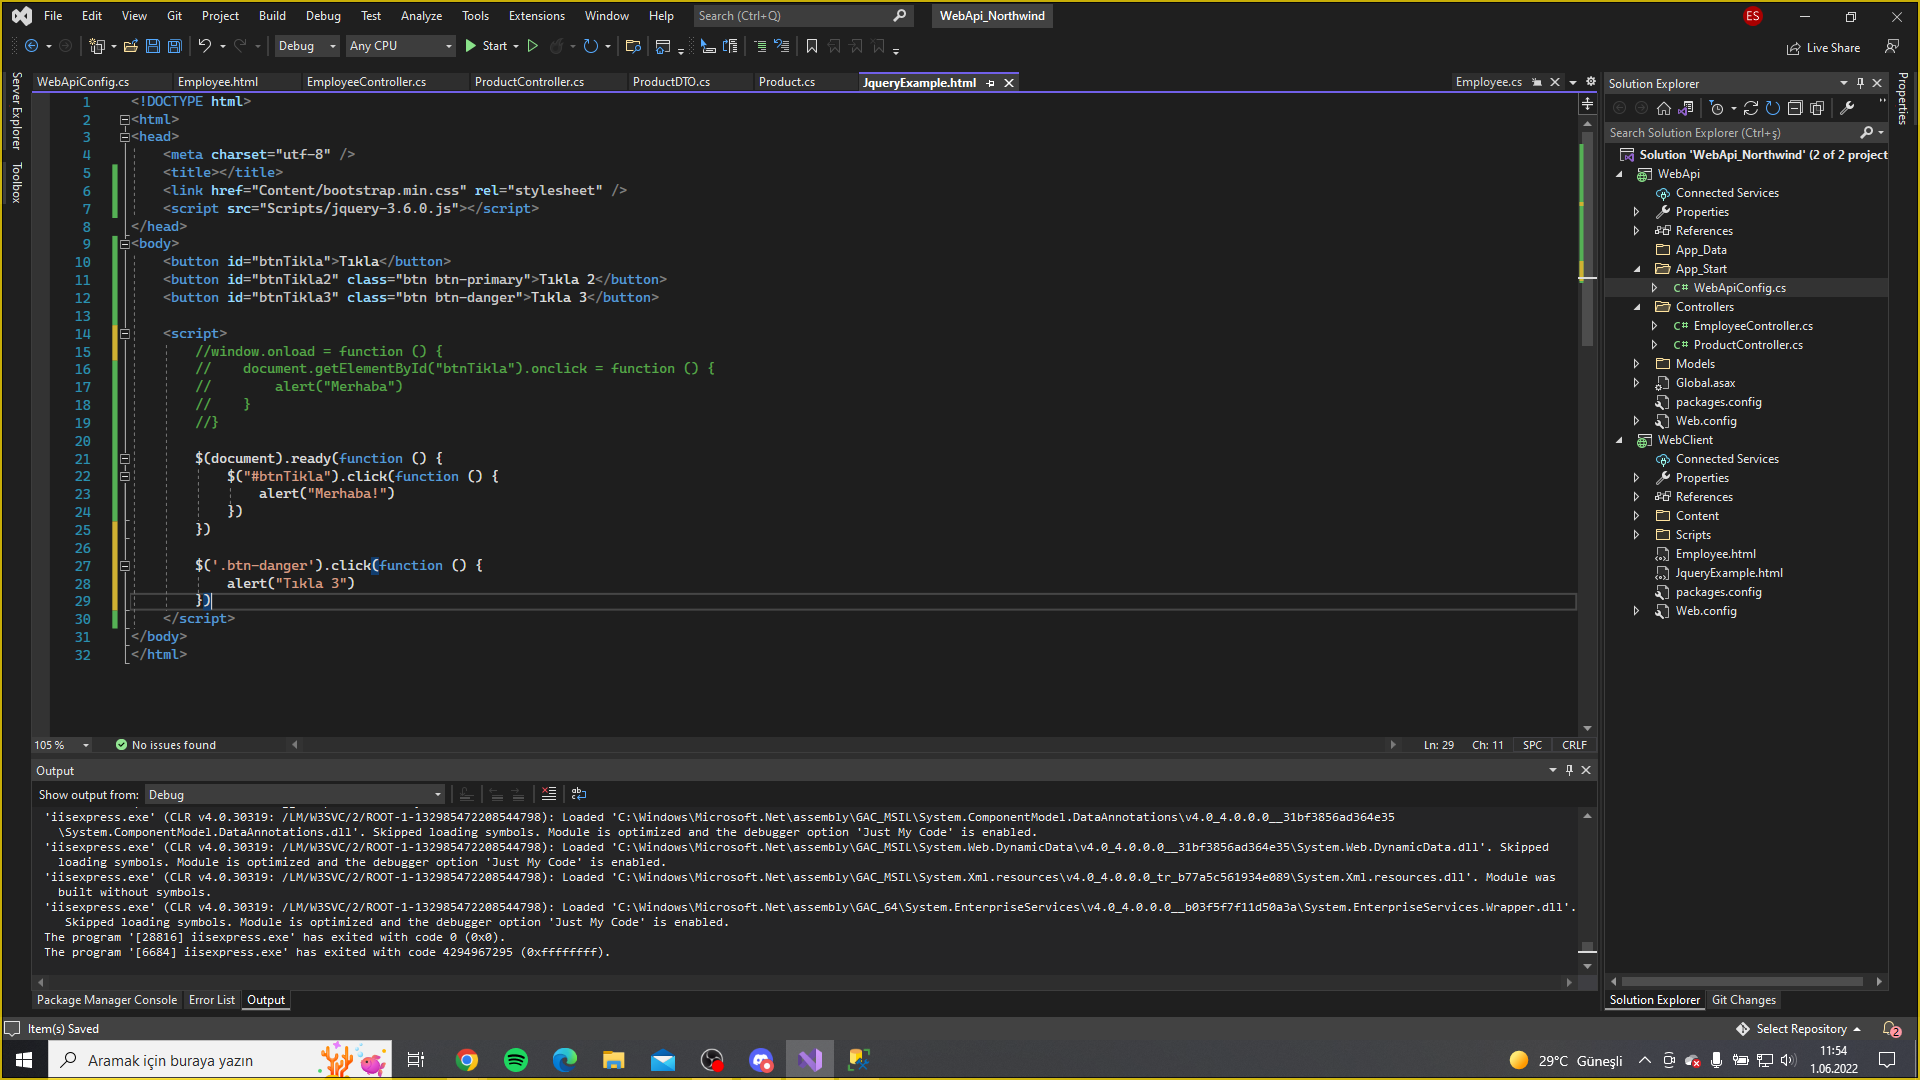 File Edit View Git Project Build Debug Test Analyze Tools Extensions Window Help Search (Ctrl+Q) WebApi_Northwind ES
Debug Any CPU Start Live Share
WebApiConfig.cs Employee.html EmployeeController.cs ProductController.cs ProductDTO.cs Product.cs JqueryExample.html Employee.cs
Server Explorer
Toolbox
1 <!DOCTYPE html>
2 <html>
3 <head>
4 <meta charset="utf-8" />
5 <title></title>
6 <link href="Content/bootstrap.min.css" rel="stylesheet" />
7 <script src="Scripts/jquery-3.6.0.js"></script>
8 </head>
9 <body>
10 <button id="btnTikla">Tıkla</button>
11 <button id="btnTikla2" class="btn btn-primary">Tıkla 2</button>
12 <button id="btnTikla3" class="btn btn-danger">Tıkla 3</button>
13
14 <script>
15 //window.onload = function () {
16 //    document.getElementById("btnTikla").onclick = function () {
17 //        alert("Merhaba")
18 //    }
19 //}
20
21 $(document).ready(function () {
22 $("#btnTikla").click(function () {
23 alert("Merhaba!")
24 })
25 })
26
27 $('.btn-danger').click(function () {
28 alert("Tıkla 3")
29 })
30 </script>
31 </body>
32 </html>
105 % No issues found Ln: 29 Ch: 11 SPC CRLF
Output
Show output from: Debug
'iisexpress.exe' (CLR v4.0.30319: /LM/W3SVC/2/ROOT-1-132985472208544798): Loaded 'C:\Windows\Microsoft.Net\assembly\GAC_MSIL\System.ComponentModel.DataAnnotations\v4.0_4.0.0.0__31bf3856ad364e35
\System.ComponentModel.DataAnnotations.dll'. Skipped loading symbols. Module is optimized and the debugger option 'Just My Code' is enabled.
'iisexpress.exe' (CLR v4.0.30319: /LM/W3SVC/2/ROOT-1-132985472208544798): Loaded 'C:\Windows\Microsoft.Net\assembly\GAC_MSIL\System.Web.DynamicData\v4.0_4.0.0.0__31bf3856ad364e35\System.Web.DynamicData.dll'. Skipped
loading symbols. Module is optimized and the debugger option 'Just My Code' is enabled.
'iisexpress.exe' (CLR v4.0.30319: /LM/W3SVC/2/ROOT-1-132985472208544798): Loaded 'C:\Windows\Microsoft.Net\assembly\GAC_MSIL\System.Xml.resources\v4.0_4.0.0.0_tr_b77a5c561934e089\System.Xml.resources.dll'. Module was
built without symbols.
'iisexpress.exe' (CLR v4.0.30319: /LM/W3SVC/2/ROOT-1-132985472208544798): Loaded 'C:\Windows\Microsoft.Net\assembly\GAC_64\System.EnterpriseServices\v4.0_4.0.0.0__b03f5f7f11d50a3a\System.EnterpriseServices.Wrapper.dll'.
Skipped loading symbols. Module is optimized and the debugger option 'Just My Code' is enabled.
The program '[28816] iisexpress.exe' has exited with code 0 (0x0).
The program '[6684] iisexpress.exe' has exited with code 4294967295 (0xffffffff).
Package Manager Console Error List Output
Solution Explorer
Search Solution Explorer (Ctrl+ş)
Solution 'WebApi_Northwind' (2 of 2 project
WebApi
Connected Services
Properties
References
App_Data
App_Start
C# WebApiConfig.cs
Controllers
C# EmployeeController.cs
C# ProductController.cs
Models
Global.asax
packages.config
Web.config
WebClient
Connected Services
Properties
References
Content
Scripts
Employee.html
JqueryExample.html
packages.config
Web.config
Solution Explorer Git Changes
Properties
Item(s) Saved Select Repository 2
Aramak için buraya yazın 29°C Güneşli 11:54
1.06.2022